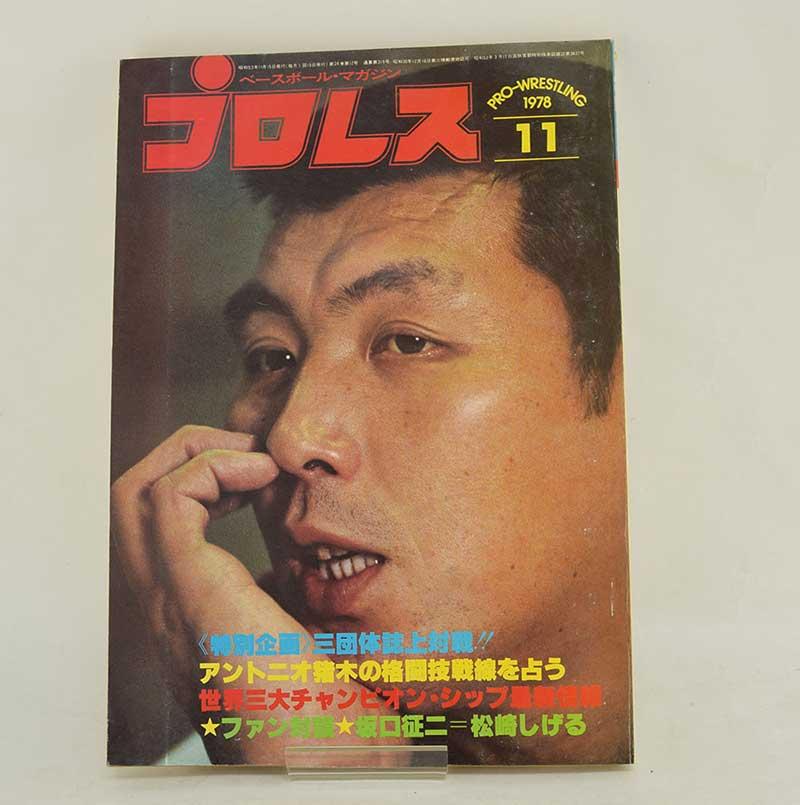 ベースボール・マガジン
プロレス
PRO-WRESTLING
1978
11
《特別企画》三団体誌上対戦!!
アントニオ猪木の格闘技戦線を占う
世界三大チャンピオン・シップ最新情報
★ファン対談★坂口征二=松崎しげる